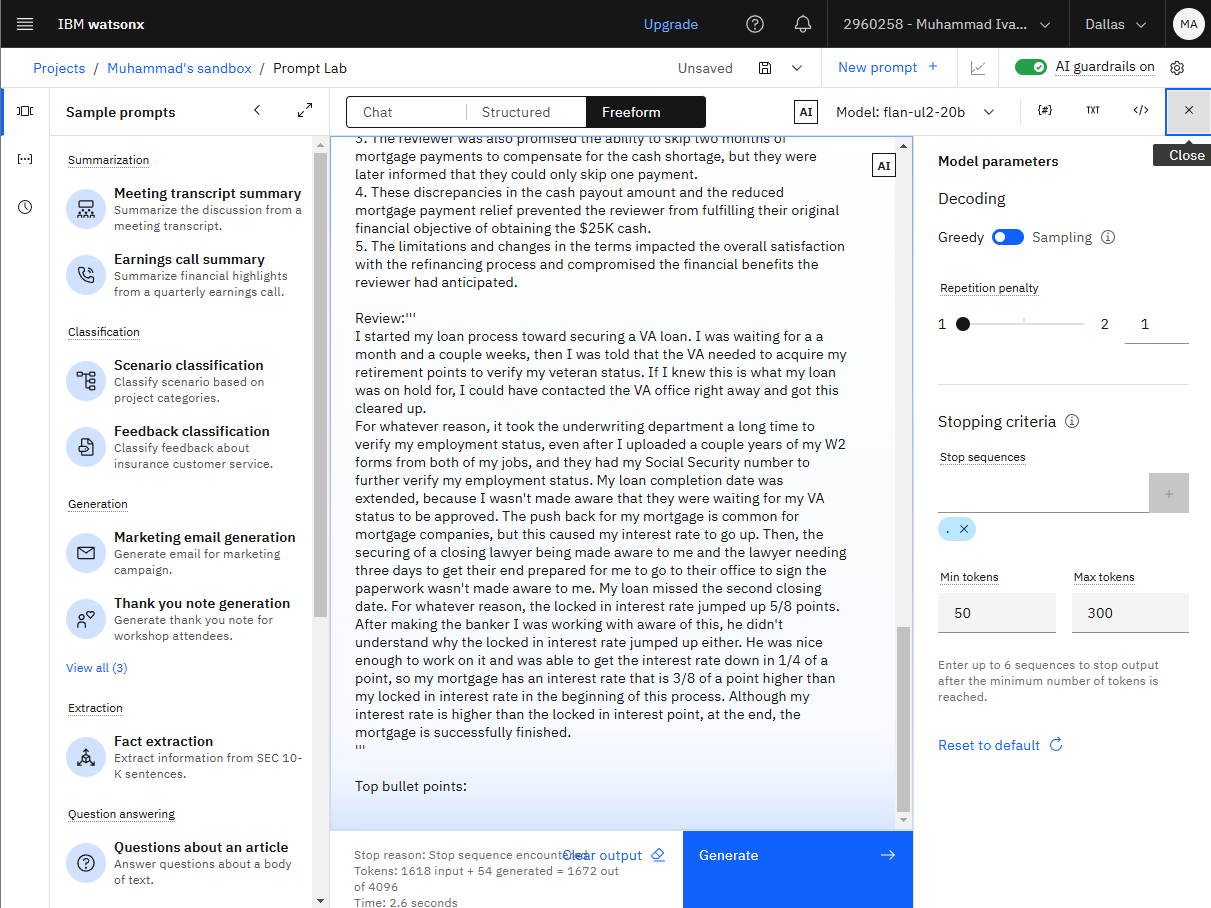 IBM watsonx
Upgrade
2960258 - Muhammad Iva...
Dallas
MA
Projects / Muhammad's sandbox / Prompt Lab
Unsaved
New prompt +
AI guardrails on
Sample prompts
Chat
Structured
Freeform
AI
Model: flan-ul2-20b
{#}
TXT
</>
Close
Summarization
Meeting transcript summary
Summarize the discussion from a
meeting transcript.
Earnings call summary
Summarize financial highlights
from a quarterly earnings call.
Classification
Scenario classification
Classify scenario based on
project categories.
Feedback classification
Classify feedback about
insurance customer service.
Generation
Marketing email generation
Generate email for marketing
campaign.
Thank you note generation
Generate thank you note for
workshop attendees.
View all (3)
Extraction
Fact extraction
Extract information from SEC 10-
K sentences.
Question answering
Questions about an article
Answer questions about a body
of text.
AI
3. The reviewer was also promised the ability to skip two months of
mortgage payments to compensate for the cash shortage, but they were
later informed that they could only skip one payment.
4. These discrepancies in the cash payout amount and the reduced
mortgage payment relief prevented the reviewer from fulfilling their original
financial objective of obtaining the $25K cash.
5. The limitations and changes in the terms impacted the overall satisfaction
with the refinancing process and compromised the financial benefits the
reviewer had anticipated.
Review:'''
I started my loan process toward securing a VA loan. I was waiting for a a
month and a couple weeks, then I was told that the VA needed to acquire my
retirement points to verify my veteran status. If I knew this is what my loan
was on hold for, I could have contacted the VA office right away and got this
cleared up.
For whatever reason, it took the underwriting department a long time to
verify my employment status, even after I uploaded a couple years of my W2
forms from both of my jobs, and they had my Social Security number to
further verify my employment status. My loan completion date was
extended, because I wasn't made aware that they were waiting for my VA
status to be approved. The push back for my mortgage is common for
mortgage companies, but this caused my interest rate to go up. Then, the
securing of a closing lawyer being made aware to me and the lawyer needing
three days to get their end prepared for me to go to their office to sign the
paperwork wasn't made aware to me. My loan missed the second closing
date. For whatever reason, the locked in interest rate jumped up 5/8 points.
After making the banker I was working with aware of this, he didn't
understand why the locked in interest rate jumped up either. He was nice
enough to work on it and was able to get the interest rate down in 1/4 of a
point, so my mortgage has an interest rate that is 3/8 of a point higher than
my locked in interest rate in the beginning of this process. Although my
interest rate is higher than the locked in interest point, at the end, the
mortgage is successfully finished.
'''
Top bullet points:
Stop reason: Stop sequence encountered
Tokens: 1618 input + 54 generated = 1672 out
of 4096
Time: 2.6 seconds
Clear output
Generate
Model parameters
Decoding
Greedy
Sampling
Repetition penalty
1
2
1
Stopping criteria
Stop sequences
+
.
Min tokens
Max tokens
50
300
Enter up to 6 sequences to stop output
after the minimum number of tokens is
reached.
Reset to default